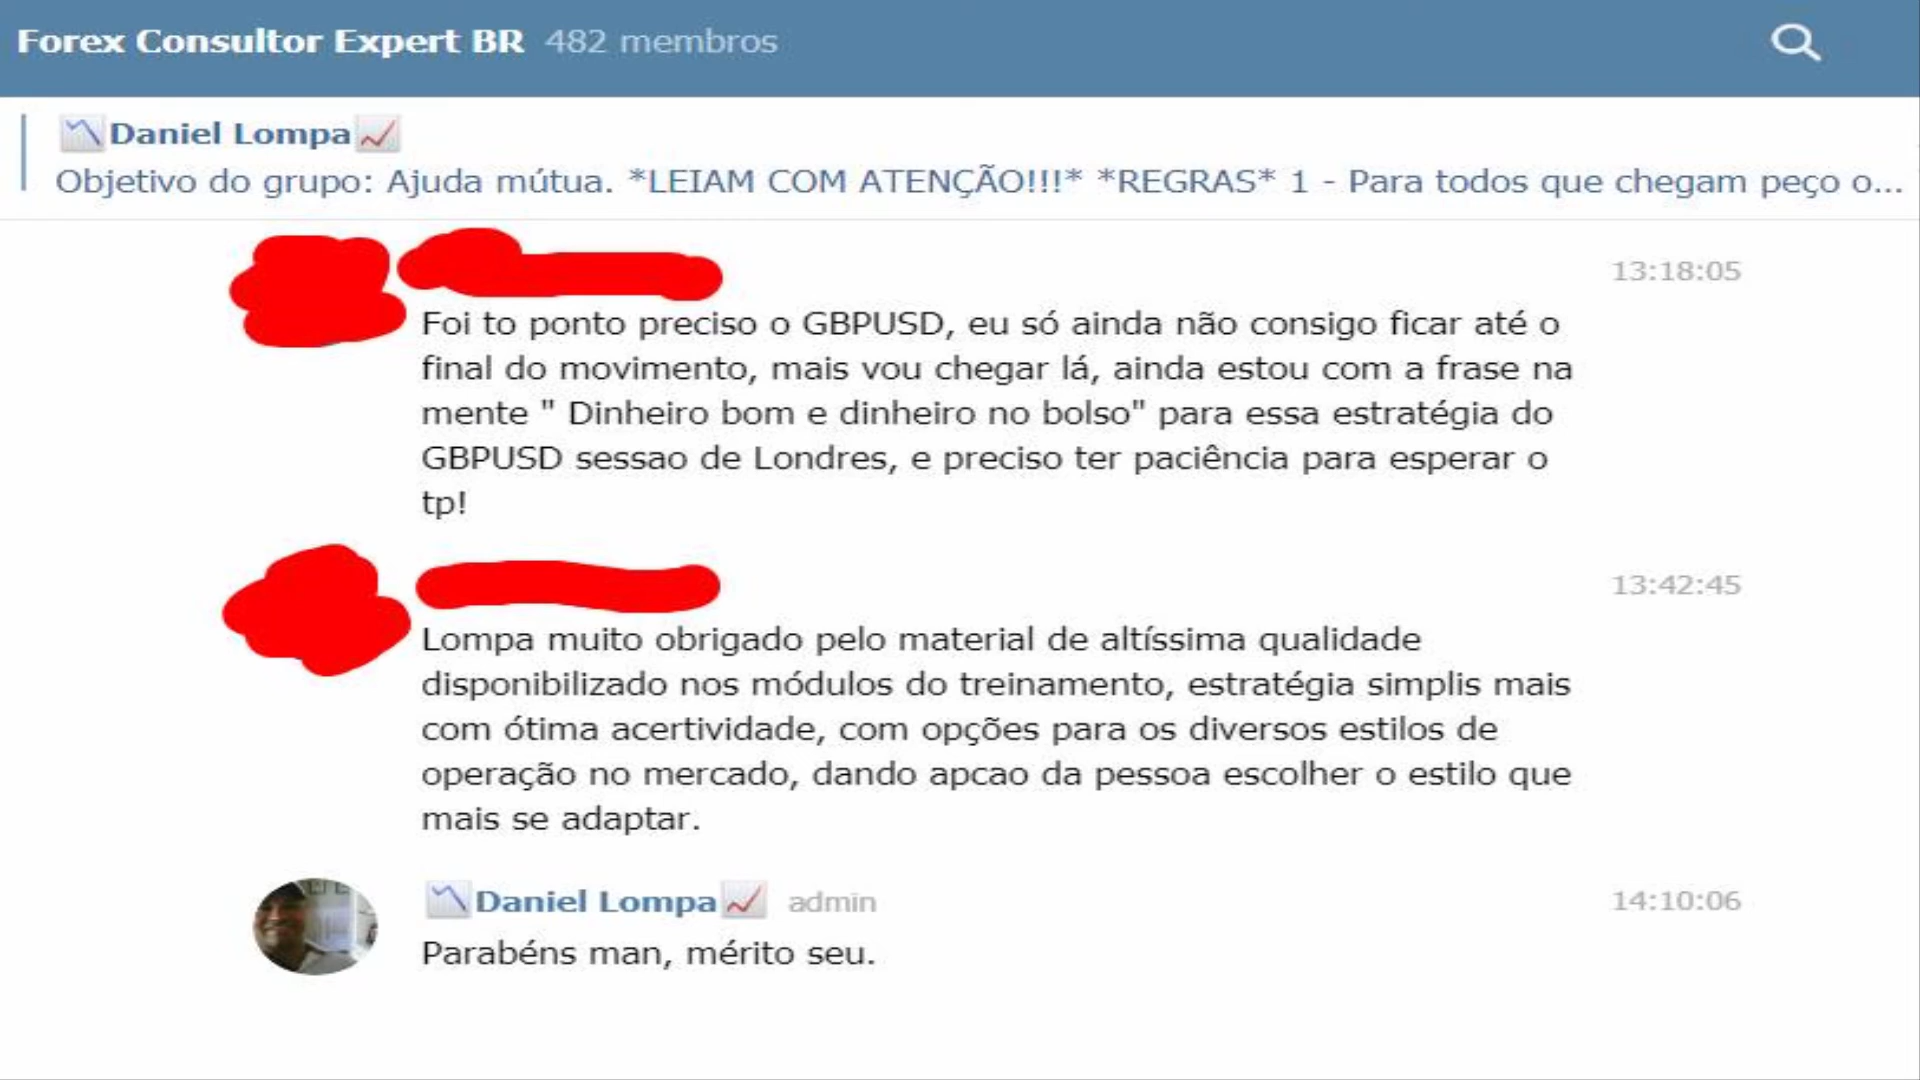 Forex Consultor Expert BR 482 membros
Daniel Lompa
Objetivo do grupo: Ajuda mútua. *LEIAM COM ATENÇÃO!!!* *REGRAS* 1 - Para todos que chegam peço o...
13:18:05
Foi to ponto preciso o GBPUSD, eu só ainda não consigo ficar até o
final do movimento, mais vou chegar lá, ainda estou com a frase na
mente " Dinheiro bom e dinheiro no bolso" para essa estratégia do
GBPUSD sessao de Londres, e preciso ter paciência para esperar o
tp!
13:42:45
Lompa muito obrigado pelo material de altíssima qualidade
disponibilizado nos módulos do treinamento, estratégia simplis mais
com ótima acertividade, com opções para os diversos estilos de
operação no mercado, dando apcao da pessoa escolher o estilo que
mais se adaptar.
Daniel Lompa admin 14:10:06
Parabéns man, mérito seu.